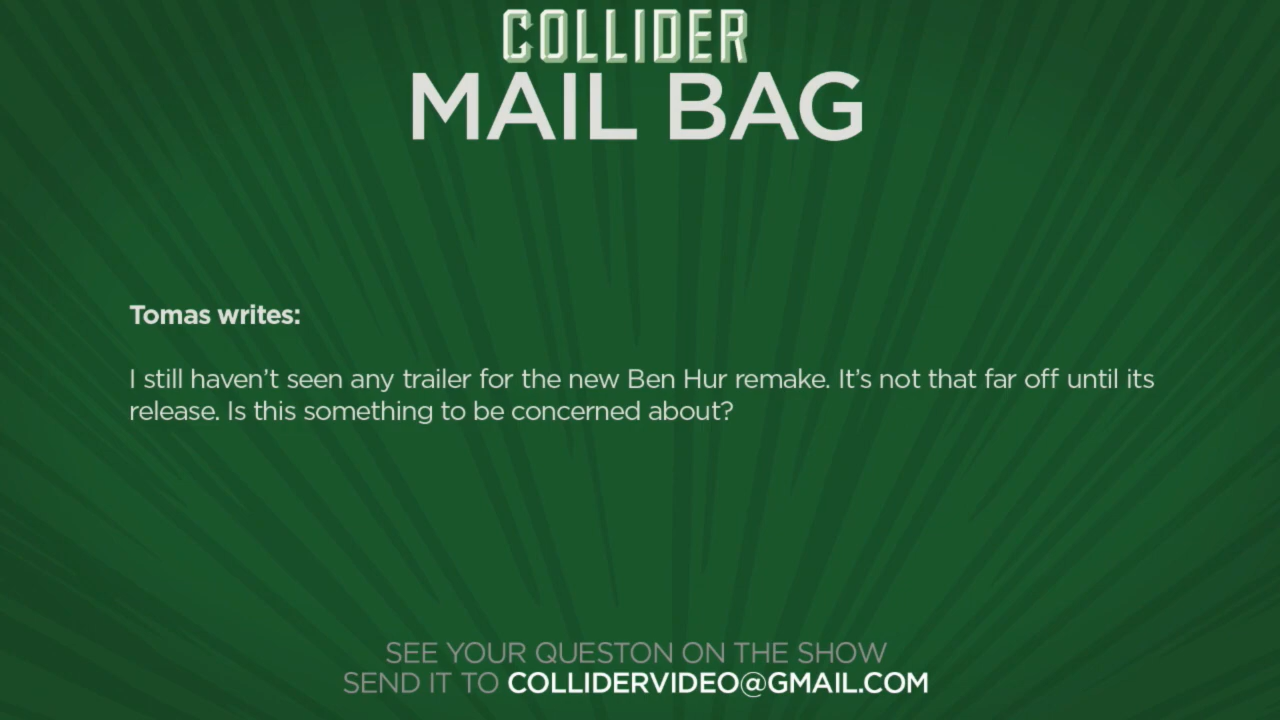 COLLIDER
MAIL BAG
Tomas writes:
I still haven’t seen any trailer for the new Ben Hur remake. It’s not that far off until its
release. Is this something to be concerned about?
SEE YOUR QUESTON ON THE SHOW
SEND IT TO COLLIDERVIDEO@GMAIL.COM